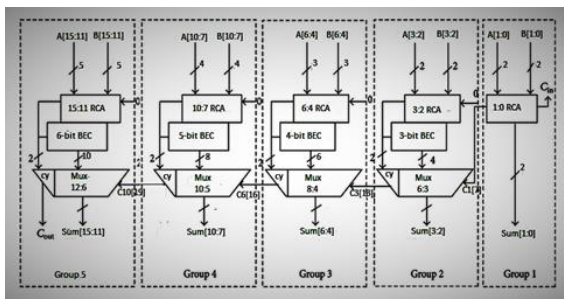 A[15:11] B[15:11] A[10:7] B[10:7] A[6:4] B[6:4] A[3:2] B[3:2] A[1:0] B[1:0]
5 5 4 4 3 3 2 2 2 2
Cin
15:11 RCA 0 10:7 RCA 0 6:4 RCA 0 3:2 RCA 0 1:0 RCA
6-bit BEC 5-bit BEC 4-bit BEC 3-bit BEC
2 10 2 8 2 6 2 4 2
cy Mux 12:6 C10[19] cy Mux 10:5 C6[16] cy Mux 8:4 C3[13] cy Mux 6:3 C1[7]
Cout Sum[15:11] Sum[10:7] Sum[6:4] Sum[3:2] Sum[1:0]
Group 5 Group 4 Group 3 Group 2 Group 1